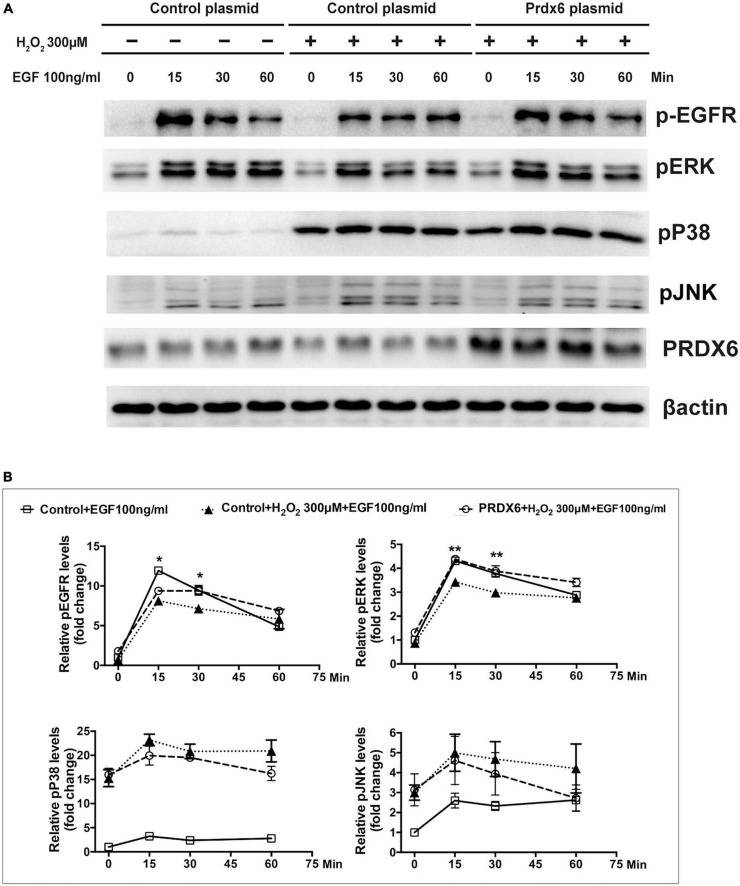 A
Control plasmid Control plasmid Prdx6 plasmid
H₂O₂ 300µM − − − − + + + + + + + +
EGF 100ng/ml 0 15 30 60 0 15 30 60 0 15 30 60 Min
p-EGFR
pERK
pP38
pJNK
PRDX6
βactin
B
Control+EGF100ng/ml Control+H₂O₂ 300µM+EGF100ng/ml PRDX6+H₂O₂ 300µM+EGF100ng/ml
Relative pEGFR levels
(fold change)
15
10
5
0
* *
0 15 30 45 60 75 Min
Relative pERK levels
(fold change)
6
5
4
3
2
1
0
** **
0 15 30 45 60 75 Min
Relative pP38 levels
(fold change)
25
20
15
10
5
0
0 15 30 45 60 75 Min
Relative pJNK levels
(fold change)
6
5
4
3
2
1
0
0 15 30 45 60 75 Min